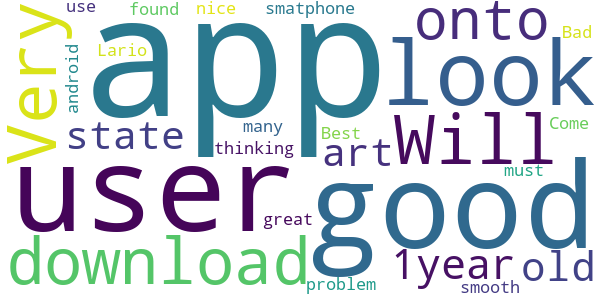 use found nice smatphone
Very app onto Bad
android Lario look
state many Best Will Come
thinking art must
user great good
download 1year old
problem smooth